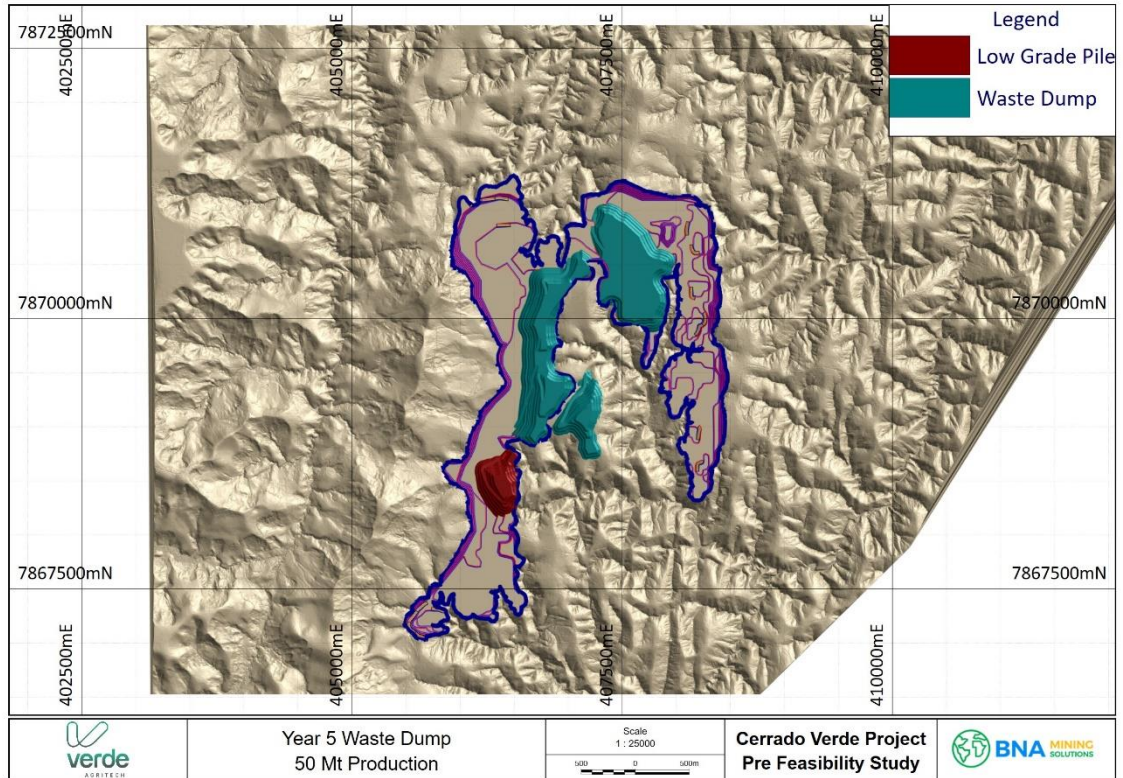 7872500mN
402500mE
405000mE
407500mE
410000mE
Legend
Low Grade Pile
Waste Dump
7870000mN
7870000mN
7867500mN
7867500mN
402500mE
405000mE
407500mE
410000mE
verde
AGRITECH
Year 5 Waste Dump
50 Mt Production
Scale
1 : 25000
500 0 500m
Cerrado Verde Project
Pre Feasibility Study
BNA MINING
SOLUTIONS